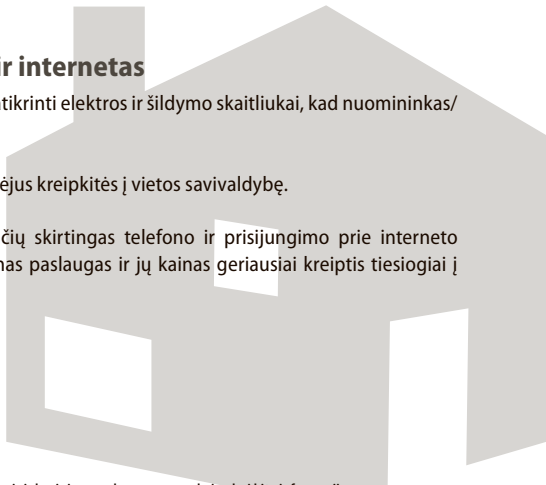 ir internetas
tikrinti elektros ir šildymo skaitliukai, kad nuomininkas/
ėjus kreipkitės į vietos savivaldybę.
čių skirtingas telefono ir prisijungimo prie interneto
nas paslaugas ir jų kainas geriausiai kreiptis tiesiogiai į